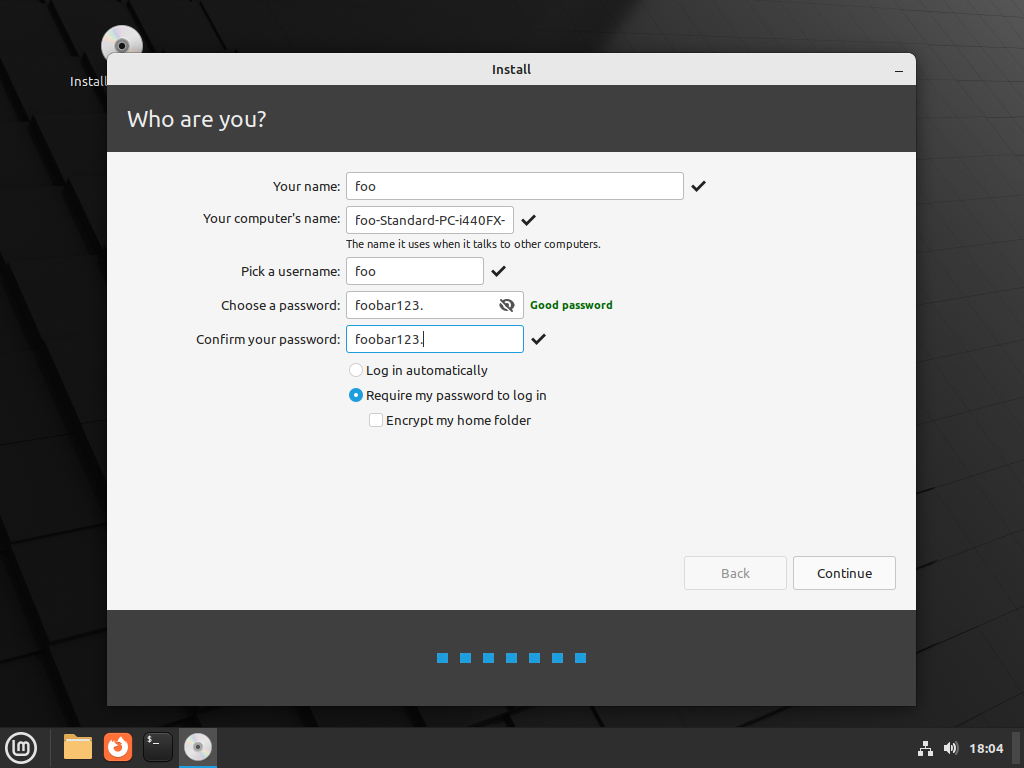 Install
Install
Who are you?
Your name: foo
Your computer's name: foo-Standard-PC-i440FX-
The name it uses when it talks to other computers.
Pick a username: foo
Choose a password: foobar123. Good password
Confirm your password: foobar123.
Log in automatically
Require my password to log in
Encrypt my home folder
Back Continue
$_ 18:04